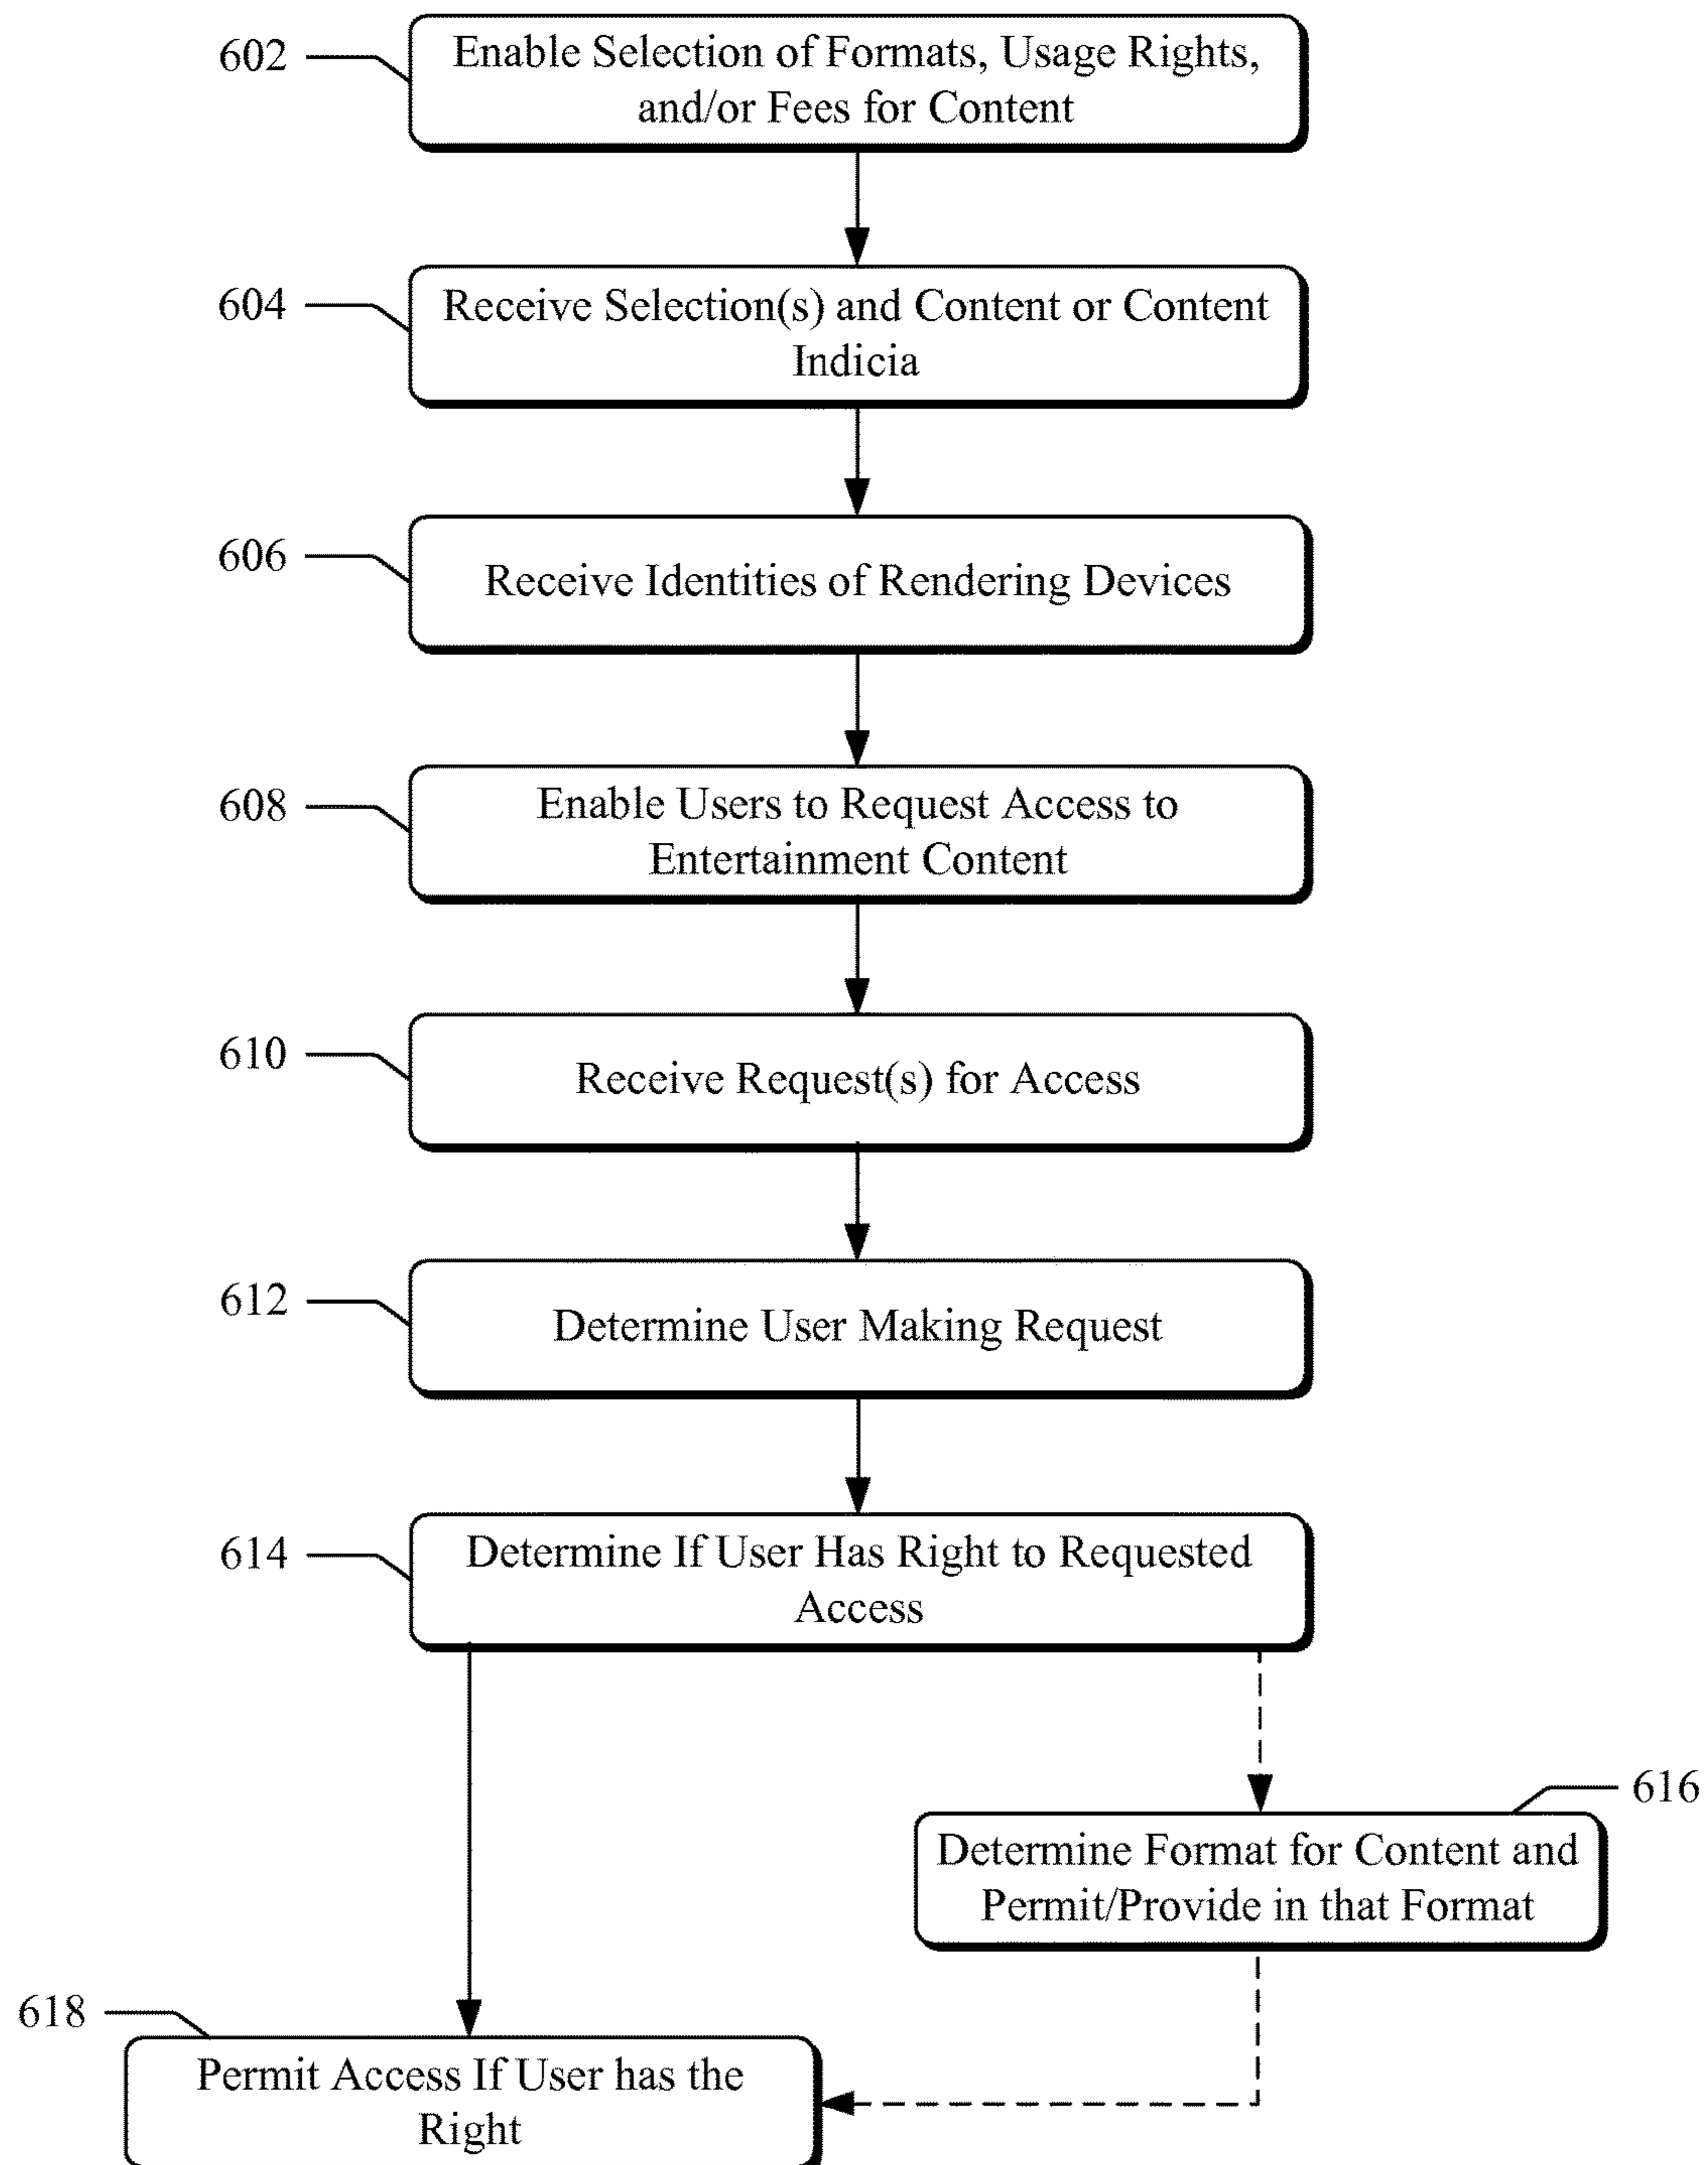 602
Enable Selection of Formats, Usage Rights,
and/or Fees for Content
604
Receive Selection(s) and Content or Content
Indicia
606
Receive Identities of Rendering Devices
608
Enable Users to Request Access to
Entertainment Content
610
Receive Request(s) for Access
612
Determine User Making Request
614
Determine If User Has Right to Requested
Access
616
Determine Format for Content and
Permit/Provide in that Format
618
Permit Access If User has the
Right